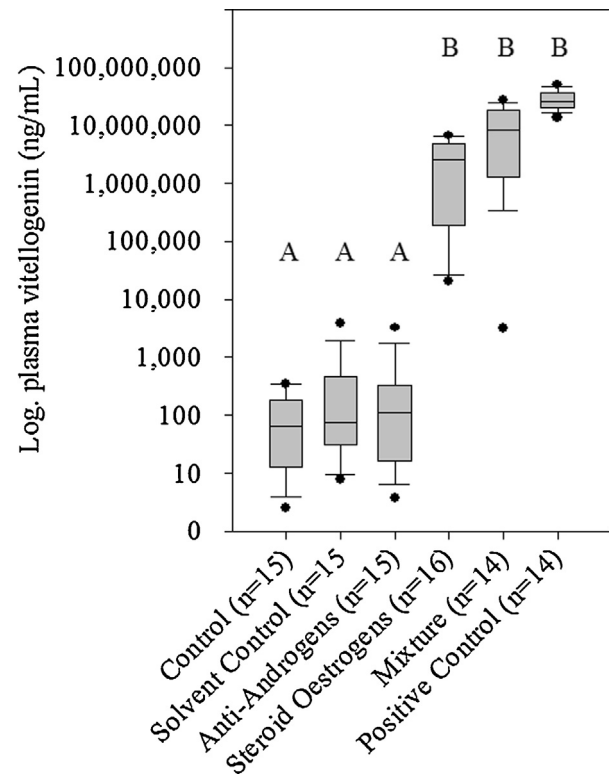 Log. plasma vitellogenin (ng/mL)
100,000,000
10,000,000
1,000,000
100,000
10,000
1,000
100
10
0
A
A
A
B
B
B
Control (n=15)
Solvent Control (n=15
Anti-Androgens (n=15)
Steroid Oestrogens (n=16)
Mixture (n=14)
Positive Control (n=14)